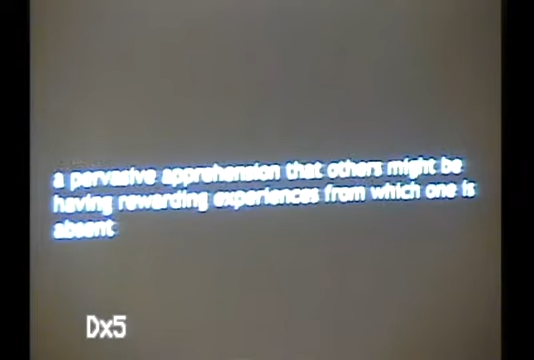 a pervasive apprehension that others might be
having rewarding experiences from which one is
absent
Dx5